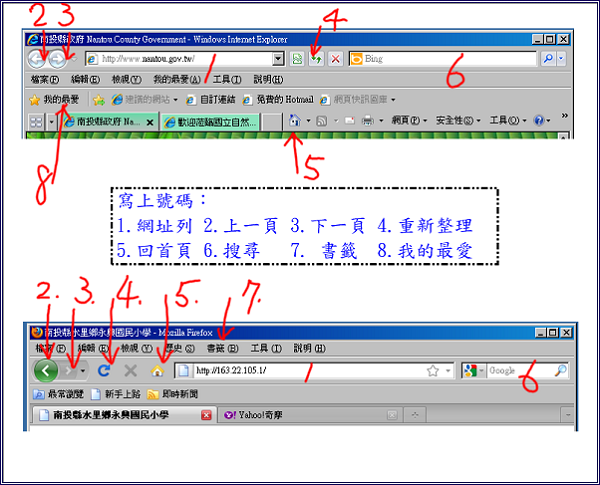 2 3 4
南投縣政府 Nantou County Government - Windows Internet Explorer
http://www.nantou.gov.tw/ 1 Bing 6
檔案(F) 編輯(E) 檢視(V) 我的最愛(A) 工具(T) 說明(H)
我的最愛 建議的網站 自訂連結 免費的 Hotmail 網頁快訊圖庫
南投縣政府 Na... 歡迎蒞臨國立自然... 網頁(P) 安全性(S) 工具(O)
8 5
寫上號碼：
1.網址列 2.上一頁 3.下一頁 4.重新整理
5.回首頁 6.搜尋 7. 書籤 8.我的最愛
2. 3. 4. 5. 7.
南投縣水里鄉永興國民小學 - Mozilla Firefox
檔案(F) 編輯(E) 檢視(V) 歷史(S) 書籤(B) 工具(T) 說明(H)
http://163.22.105.1/ 1 Google 6
最常瀏覽 新手上路 即時新聞
南投縣水里鄉永興國民小學 Yahoo!奇摩